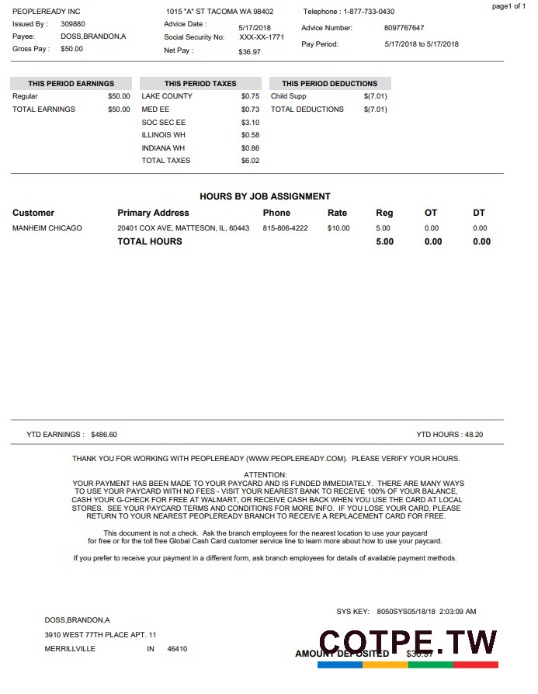 page1 of 1
PEOPLEREADY INC 1015 "A" ST TACOMA WA 98402 Telephone : 1-877-733-0430
Issued By : 309880 Advice Date : 5/17/2018 Advice Number: 8097767647
Payee: DOSS,BRANDON,A Social Security No: XXX-XX-1771 Pay Period: 5/17/2018 to 5/17/2018
Gross Pay : $50.00 Net Pay : $36.97
THIS PERIOD EARNINGS THIS PERIOD TAXES THIS PERIOD DEDUCTIONS
Regular $50.00 LAKE COUNTY $0.75 Child Supp $(7.01)
TOTAL EARNINGS $50.00 MED EE $0.73 TOTAL DEDUCTIONS $(7.01)
SOC SEC EE $3.10
ILLINOIS WH $0.58
INDIANA WH $0.86
TOTAL TAXES $6.02
HOURS BY JOB ASSIGNMENT
Customer Primary Address Phone Rate Reg OT DT
MANHEIM CHICAGO 20401 COX AVE, MATTESON, IL, 60443 815-806-4222 $10.00 5.00 0.00 0.00
TOTAL HOURS 5.00 0.00 0.00
YTD EARNINGS : $486.60 YTD HOURS : 48.20
THANK YOU FOR WORKING WITH PEOPLEREADY (WWW.PEOPLEREADY.COM). PLEASE VERIFY YOUR HOURS.
ATTENTION:
YOUR PAYMENT HAS BEEN MADE TO YOUR PAYCARD AND IS FUNDED IMMEDIATELY. THERE ARE MANY WAYS
TO USE YOUR PAYCARD WITH NO FEES - VISIT YOUR NEAREST BANK TO RECEIVE 100% OF YOUR BALANCE,
CASH YOUR G-CHECK FOR FREE AT WALMART, OR RECEIVE CASH BACK WHEN YOU USE THE CARD AT LOCAL
STORES. SEE YOUR PAYCARD TERMS AND CONDITIONS FOR MORE INFO. IF YOU LOSE YOUR CARD, PLEASE
RETURN TO YOUR NEAREST PEOPLEREADY BRANCH TO RECEIVE A REPLACEMENT CARD FOR FREE.
This document is not a check. Ask the branch employees for the nearest location to use your paycard
for free or for the toll free Global Cash Card customer service line to learn more about how to use your paycard.
If you prefer to receive your payment in a different form, ask branch employees for details of available payment methods.
SYS KEY: 8050SYS05/18/18 2:03:09 AM
DOSS,BRANDON,A
3910 WEST 77TH PLACE APT. 11
MERRILLVILLE IN 46410
AMOUNT DEPOSITED $36.97
COTPE.TW